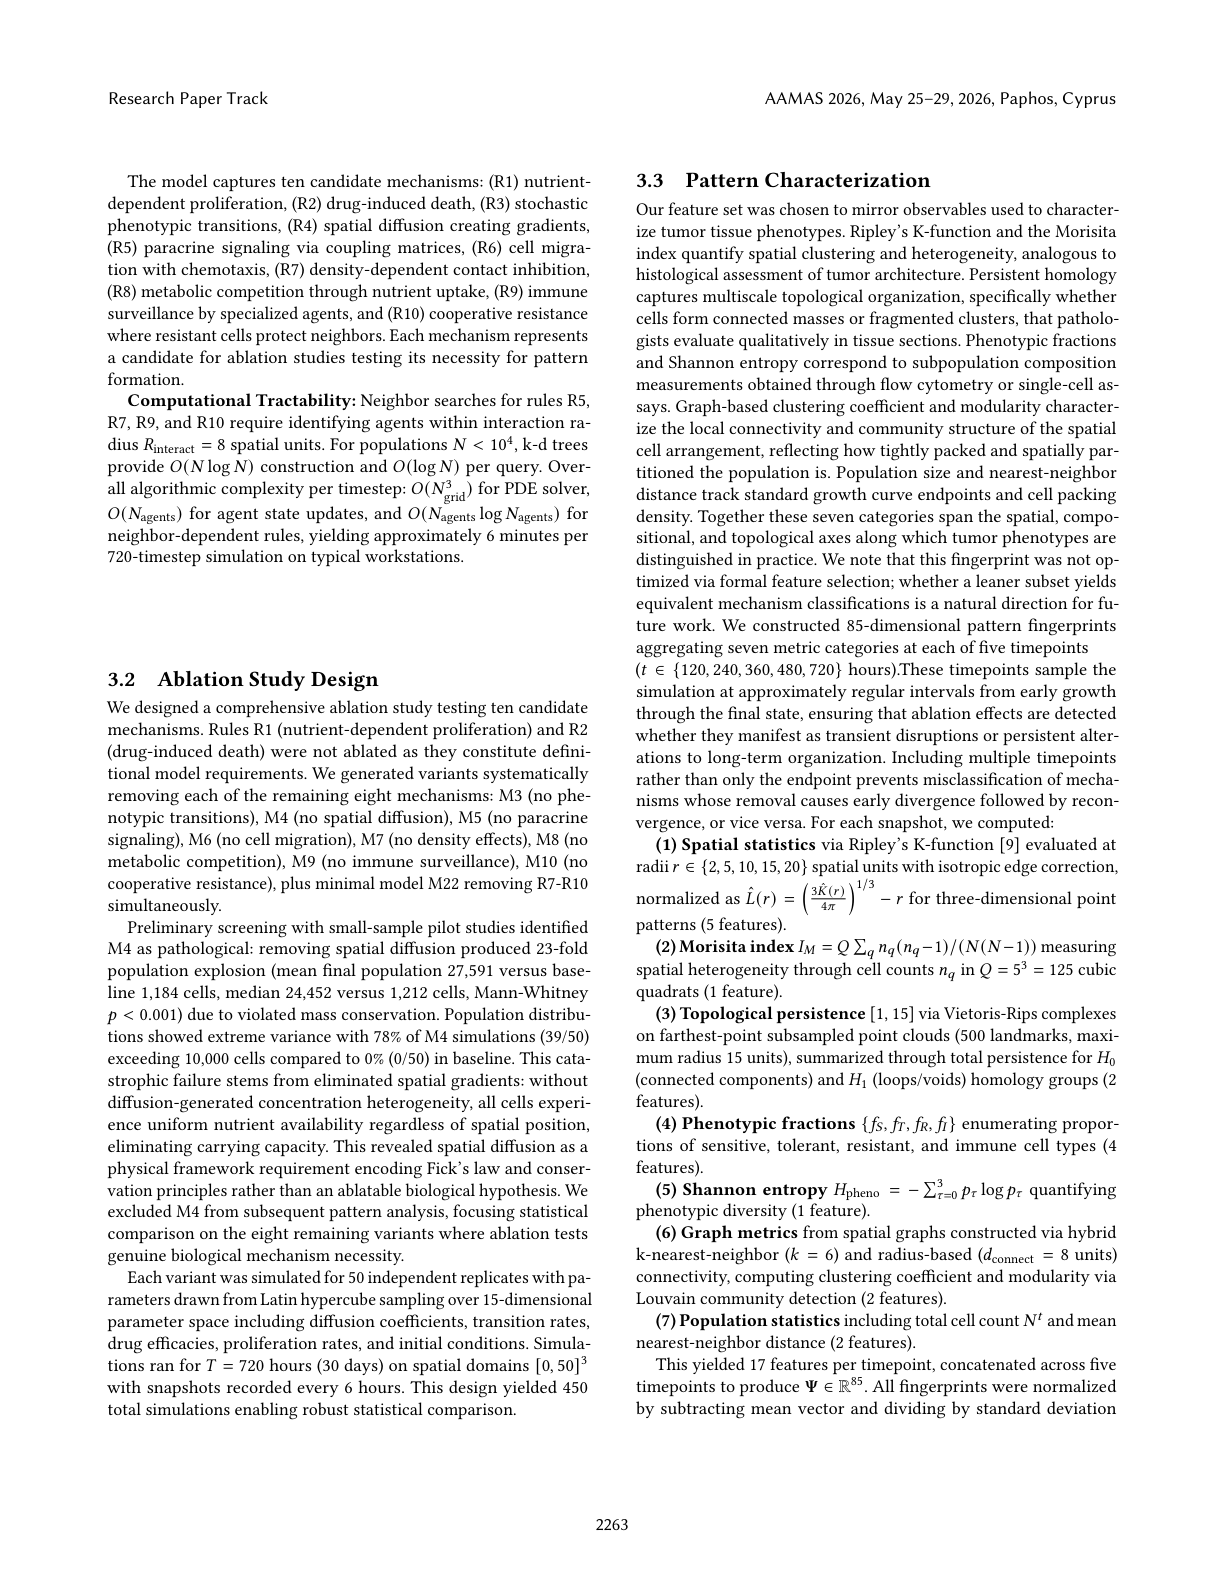 Research Paper Track
AAMAS 2026, May 25–29, 2026, Paphos, Cyprus
The model captures ten candidate mechanisms: (R1) nutrient-
dependent proliferation, (R2) drug-induced death, (R3) stochastic
phenotypic transitions, (R4) spatial diffusion creating gradients,
(R5) paracrine signaling via coupling matrices, (R6) cell migra-
tion with chemotaxis, (R7) density-dependent contact inhibition,
(R8) metabolic competition through nutrient uptake, (R9) immune
surveillance by specialized agents, and (R10) cooperative resistance
where resistant cells protect neighbors. Each mechanism represents
a candidate for ablation studies testing its necessity for pattern
formation.
Computational Tractability: Neighbor searches for rules R5,
R7, R9, and R10 require identifying agents within interaction ra-
dius R_interact = 8 spatial units. For populations N < 10⁴, k-d trees
provide O(N log N) construction and O(log N) per query. Over-
all algorithmic complexity per timestep: O(N³_grid) for PDE solver,
O(N_agents) for agent state updates, and O(N_agents log N_agents) for
neighbor-dependent rules, yielding approximately 6 minutes per
720-timestep simulation on typical workstations.
3.2 Ablation Study Design
We designed a comprehensive ablation study testing ten candidate
mechanisms. Rules R1 (nutrient-dependent proliferation) and R2
(drug-induced death) were not ablated as they constitute defini-
tional model requirements. We generated variants systematically
removing each of the remaining eight mechanisms: M3 (no phe-
notypic transitions), M4 (no spatial diffusion), M5 (no paracrine
signaling), M6 (no cell migration), M7 (no density effects), M8 (no
metabolic competition), M9 (no immune surveillance), M10 (no
cooperative resistance), plus minimal model M22 removing R7-R10
simultaneously.
Preliminary screening with small-sample pilot studies identified
M4 as pathological: removing spatial diffusion produced 23-fold
population explosion (mean final population 27,591 versus base-
line 1,184 cells, median 24,452 versus 1,212 cells, Mann-Whitney
p < 0.001) due to violated mass conservation. Population distribu-
tions showed extreme variance with 78% of M4 simulations (39/50)
exceeding 10,000 cells compared to 0% (0/50) in baseline. This cata-
strophic failure stems from eliminated spatial gradients: without
diffusion-generated concentration heterogeneity, all cells experi-
ence uniform nutrient availability regardless of spatial position,
eliminating carrying capacity. This revealed spatial diffusion as a
physical framework requirement encoding Fick's law and conser-
vation principles rather than an ablatable biological hypothesis. We
excluded M4 from subsequent pattern analysis, focusing statistical
comparison on the eight remaining variants where ablation tests
genuine biological mechanism necessity.
Each variant was simulated for 50 independent replicates with pa-
rameters drawn from Latin hypercube sampling over 15-dimensional
parameter space including diffusion coefficients, transition rates,
drug efficacies, proliferation rates, and initial conditions. Simula-
tions ran for T = 720 hours (30 days) on spatial domains [0, 50]³
with snapshots recorded every 6 hours. This design yielded 450
total simulations enabling robust statistical comparison.
3.3 Pattern Characterization
Our feature set was chosen to mirror observables used to character-
ize tumor tissue phenotypes. Ripley's K-function and the Morisita
index quantify spatial clustering and heterogeneity, analogous to
histological assessment of tumor architecture. Persistent homology
captures multiscale topological organization, specifically whether
cells form connected masses or fragmented clusters, that patholo-
gists evaluate qualitatively in tissue sections. Phenotypic fractions
and Shannon entropy correspond to subpopulation composition
measurements obtained through flow cytometry or single-cell as-
says. Graph-based clustering coefficient and modularity character-
ize the local connectivity and community structure of the spatial
cell arrangement, reflecting how tightly packed and spatially par-
titioned the population is. Population size and nearest-neighbor
distance track standard growth curve endpoints and cell packing
density. Together these seven categories span the spatial, compo-
sitional, and topological axes along which tumor phenotypes are
distinguished in practice. We note that this fingerprint was not op-
timized via formal feature selection; whether a leaner subset yields
equivalent mechanism classifications is a natural direction for fu-
ture work. We constructed 85-dimensional pattern fingerprints
aggregating seven metric categories at each of five timepoints
(t ∈ {120, 240, 360, 480, 720} hours).These timepoints sample the
simulation at approximately regular intervals from early growth
through the final state, ensuring that ablation effects are detected
whether they manifest as transient disruptions or persistent alter-
ations to long-term organization. Including multiple timepoints
rather than only the endpoint prevents misclassification of mecha-
nisms whose removal causes early divergence followed by recon-
vergence, or vice versa. For each snapshot, we computed:
(1) Spatial statistics via Ripley's K-function [9] evaluated at
radii r ∈ {2, 5, 10, 15, 20} spatial units with isotropic edge correction,
normalized as L̂(r) = (3K̂(r)/4π)^1/3 − r for three-dimensional point
patterns (5 features).
(2) Morisita index I_M = Q ∑_q n_q(n_q−1)/(N(N−1)) measuring
spatial heterogeneity through cell counts n_q in Q = 5³ = 125 cubic
quadrats (1 feature).
(3) Topological persistence [1, 15] via Vietoris-Rips complexes
on farthest-point subsampled point clouds (500 landmarks, maxi-
mum radius 15 units), summarized through total persistence for H₀
(connected components) and H₁ (loops/voids) homology groups (2
features).
(4) Phenotypic fractions {f_S, f_T, f_R, f_I} enumerating propor-
tions of sensitive, tolerant, resistant, and immune cell types (4
features).
(5) Shannon entropy H_pheno = − ∑³_τ=0 p_τ log p_τ quantifying
phenotypic diversity (1 feature).
(6) Graph metrics from spatial graphs constructed via hybrid
k-nearest-neighbor (k = 6) and radius-based (d_connect = 8 units)
connectivity, computing clustering coefficient and modularity via
Louvain community detection (2 features).
(7) Population statistics including total cell count Nᵗ and mean
nearest-neighbor distance (2 features).
This yielded 17 features per timepoint, concatenated across five
timepoints to produce Ψ ∈ ℝ⁸⁵. All fingerprints were normalized
by subtracting mean vector and dividing by standard deviation
2263